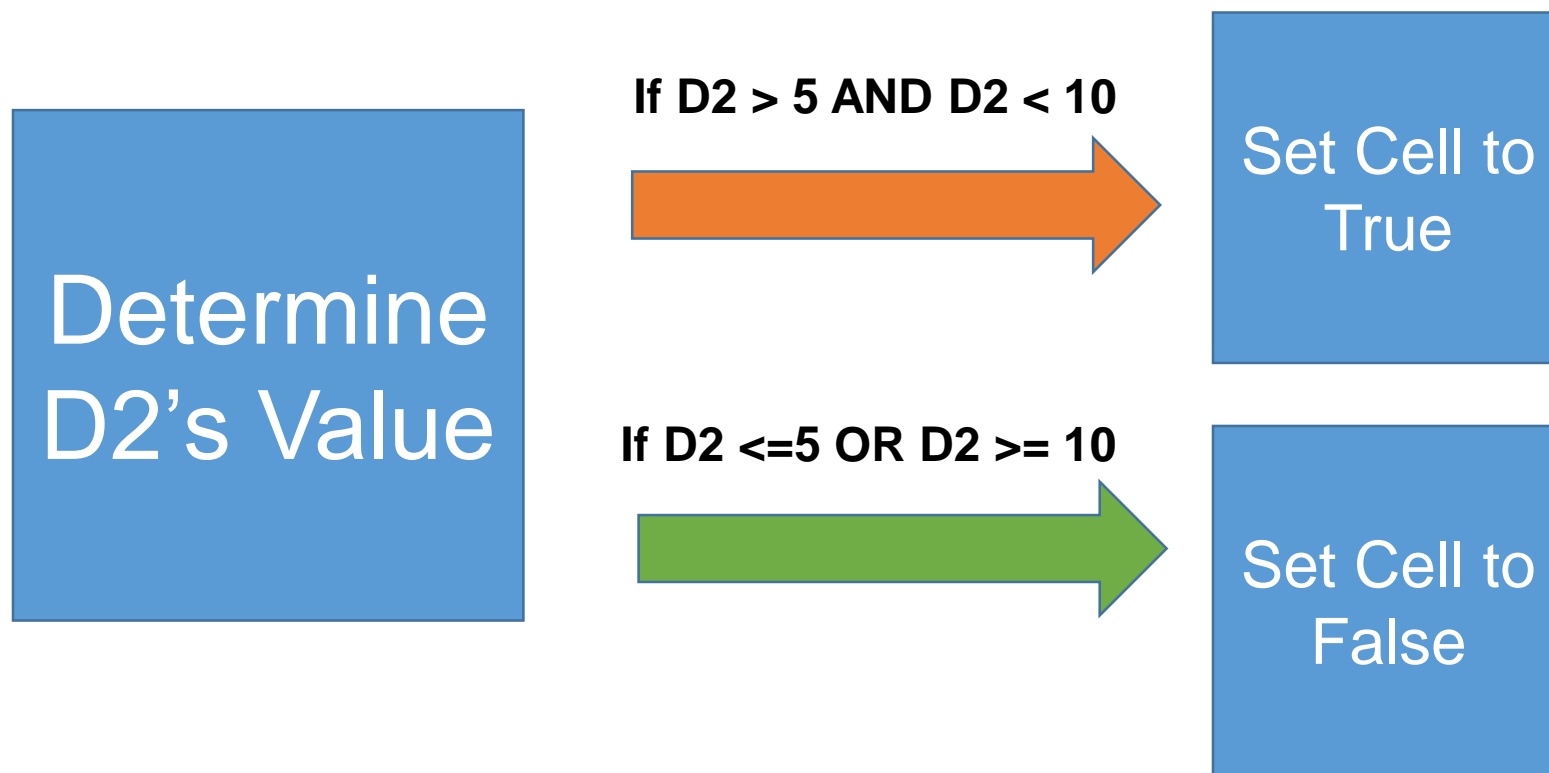 Determine
D2’s Value
If D2 > 5 AND D2 < 10
Set Cell to
True
If D2 <=5 OR D2 >= 10
Set Cell to
False